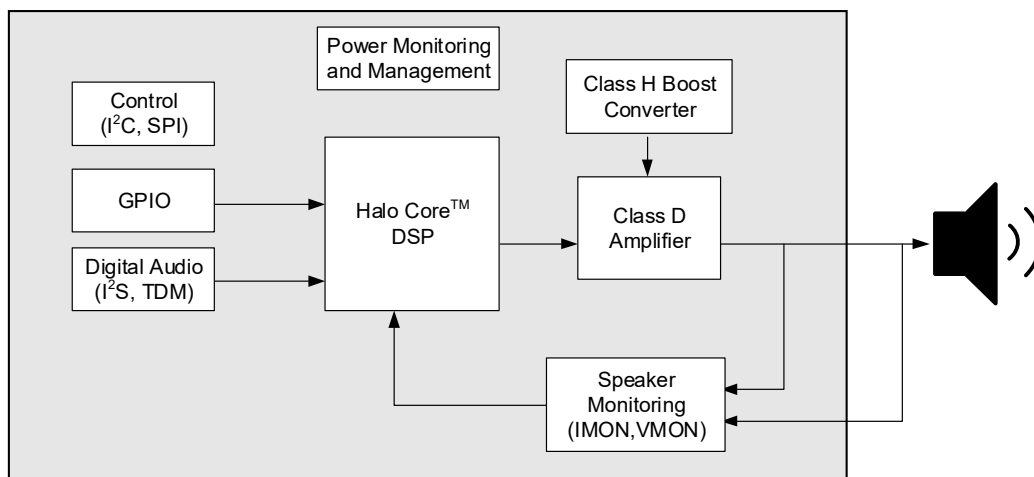 Power Monitoring
and Management
Class H Boost
Converter
Control
(I²C, SPI)
GPIO
Halo Core™
DSP
Class D
Amplifier
Digital Audio
(I²S, TDM)
Speaker
Monitoring
(IMON,VMON)